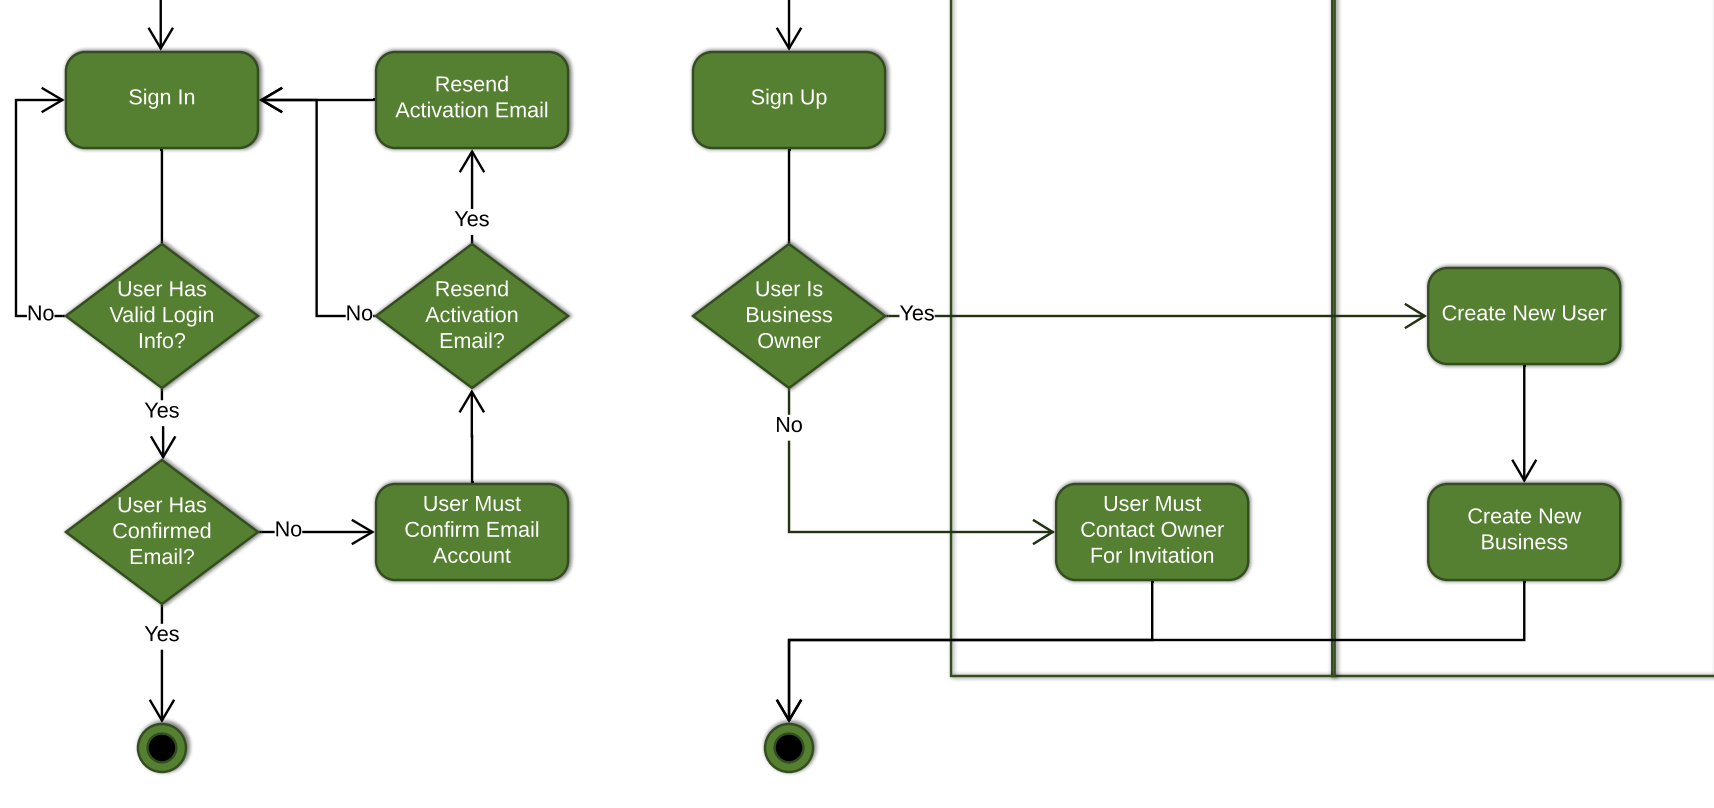 Sign In
Resend
Activation Email
Sign Up
Yes
User Has
Valid Login
Info?
No
Resend
Activation
Email?
No
User Is
Business
Owner
Yes
Create New User
Yes
No
User Has
Confirmed
Email?
No
User Must
Confirm Email
Account
User Must
Contact Owner
For Invitation
Create New
Business
Yes